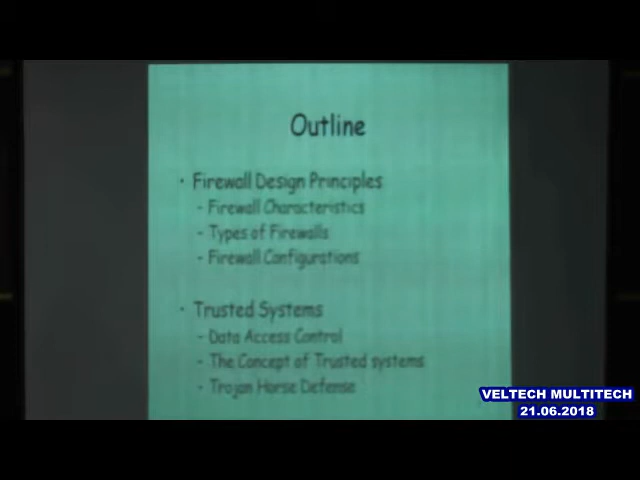 Outline
• Firewall Design Principles
- Firewall Characteristics
- Types of Firewalls
- Firewall Configurations
• Trusted Systems
- Data Access Control
- The Concept of Trusted systems
- Trojan Horse Defense
VELTECH MULTITECH
21.06.2018